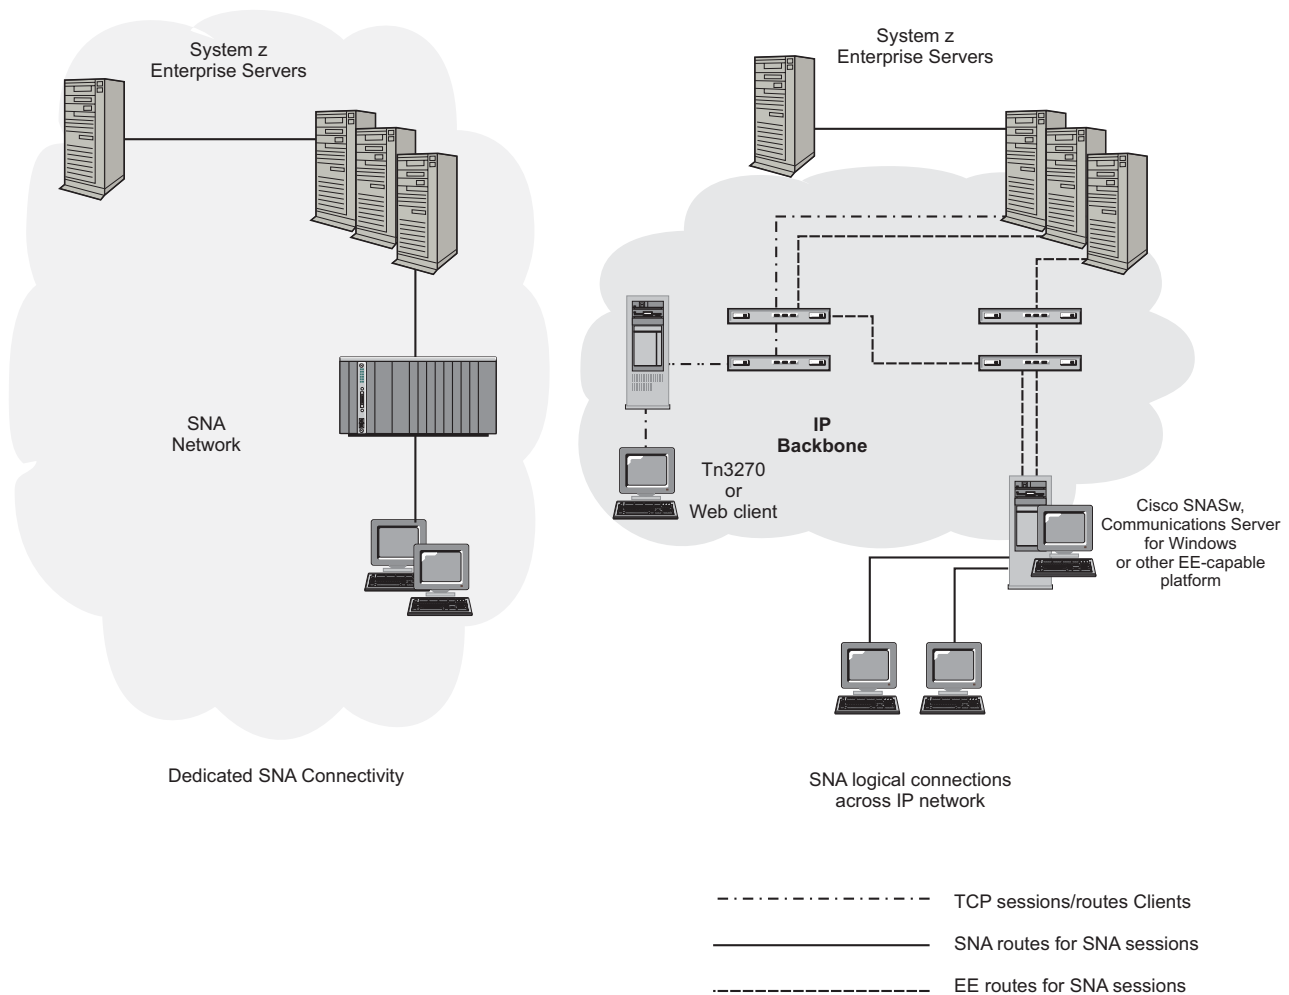 System z
Enterprise Servers
SNA
Network
Dedicated SNA Connectivity
System z
Enterprise Servers
IP
Backbone
Tn3270
or
Web client
Cisco SNASw,
Communications Server
for Windows
or other EE-capable
platform
SNA logical connections
across IP network
TCP sessions/routes Clients
SNA routes for SNA sessions
EE routes for SNA sessions